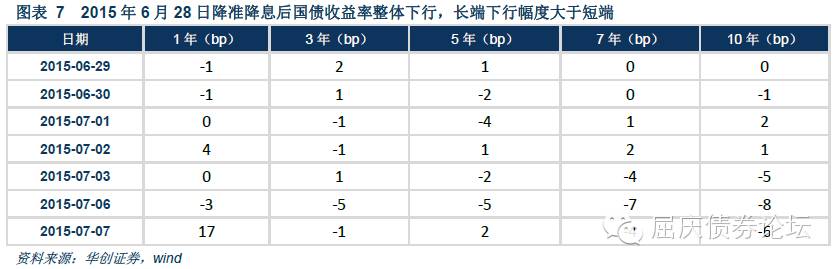 图表 7 2015 年 6 月 28 日降准降息后国债收益率整体下行，长端下行幅度大于短端
日期 1 年（bp） 3 年（bp） 5 年（bp） 7 年（bp） 10 年（bp）
2015-06-29 -1 2 1 0 0
2015-06-30 -1 1 -2 0 -1
2015-07-01 0 -1 -4 1 2
2015-07-02 4 -1 1 2 1
2015-07-03 0 1 -2 -4 -5
2015-07-06 -3 -5 -5 -7 -8
2015-07-07 17 -1 2 -6
屈庆债券论坛
资料来源：华创证券，wind